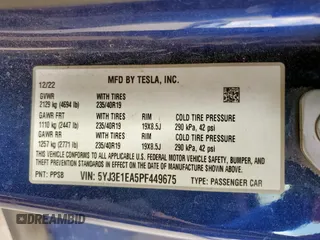 MFD BY TESLA, INC.
12/22
GVWR WITH TIRES
2129 kg (4694 lb) 235/40R19
GAWR FRT WITH TIRES RIM COLD TIRE PRESSURE
1110 kg (2447 lb) 235/40R19 19X8.5J 290 kPa, 42 psi
GAWR RR WITH TIRES RIM COLD TIRE PRESSURE
1257 kg (2771 lb) 235/40R19 19X8.5J 290 kPa, 42 psi
THIS VEHICLE CONFORMS TO ALL APPLICABLE U.S. FEDERAL
MOTOR VEHICLE SAFETY, BUMPER, AND THEFT PREVENTION
STANDARDS IN EFFECT ON THE DATE OF MANUFACTURE
SHOWN ABOVE.
PNT: PPSB VIN: 5YJ3E1EA5PF449675 TYPE: PASSENGER CAR
DREAMBID